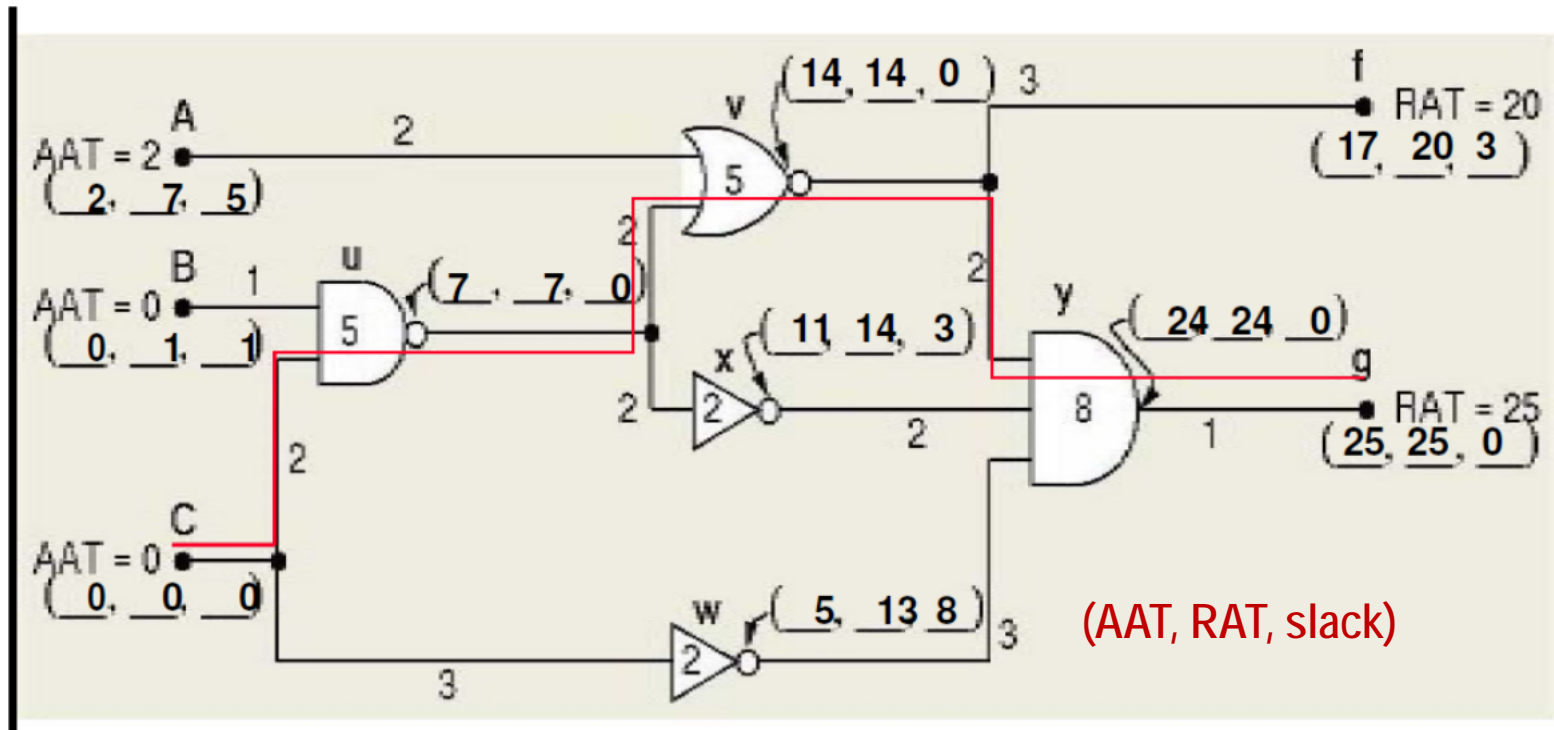 (14, 14, 0) 3 f
A v RAT = 20
2 (17, 20, 3)
AAT = 2 5
(2, 7, 5)
2
B 1 u (7, 7, 0) 2 y
AAT = 0 5 (11, 14, 3) (24 24 0)
(0, 1, 1) x g
2 2 2 8 1 RAT = 25
(25, 25, 0)
2
C
AAT = 0
(0, 0, 0) w (5, 13 8) (AAT, RAT, slack)
2 3
3